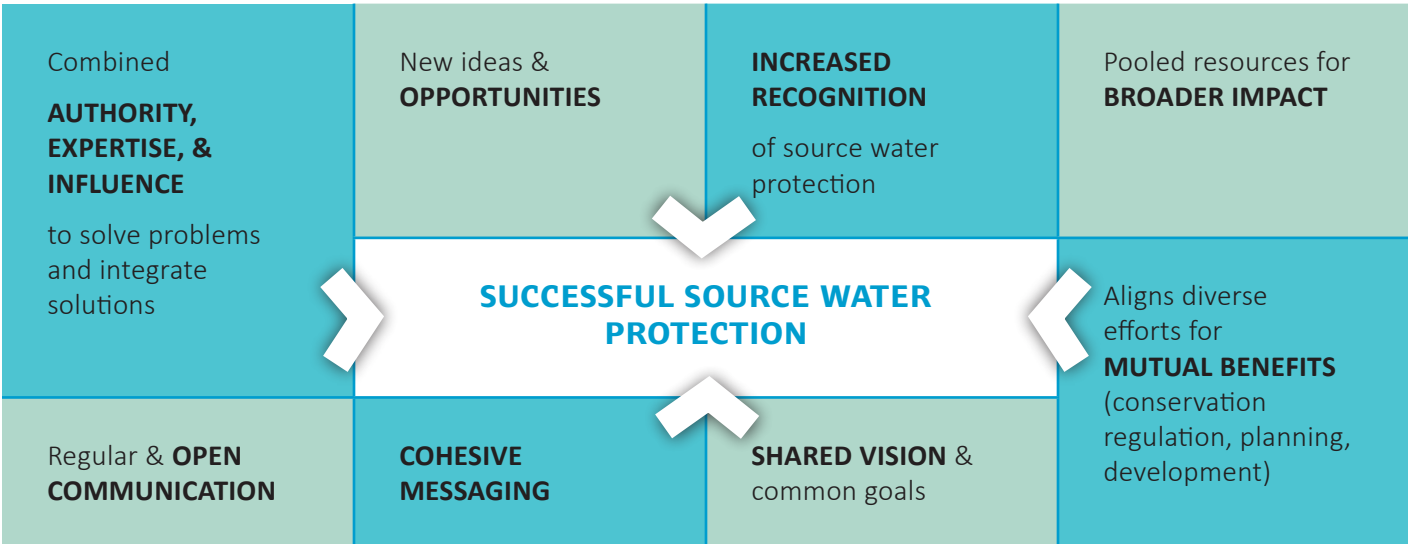 Combined
AUTHORITY,
EXPERTISE, &
INFLUENCE
to solve problems
and integrate
solutions
New ideas &
OPPORTUNITIES
INCREASED
RECOGNITION
of source water
protection
Pooled resources for
BROADER IMPACT
SUCCESSFUL SOURCE WATER
PROTECTION
Aligns diverse
efforts for
MUTUAL BENEFITS
(conservation
regulation, planning,
development)
Regular & OPEN
COMMUNICATION
COHESIVE
MESSAGING
SHARED VISION &
common goals